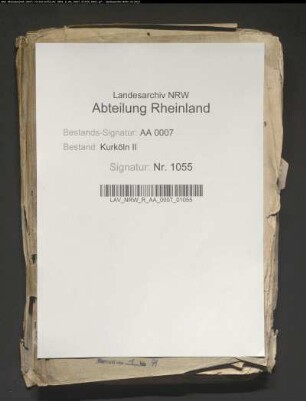 Landesarchiv NRW
Abteilung Rheinland
Bestands-Signatur: AA 0007
Bestand: Kurköln II
Signatur: Nr. 1055
LAV_NRW_R_AA_0007_01055